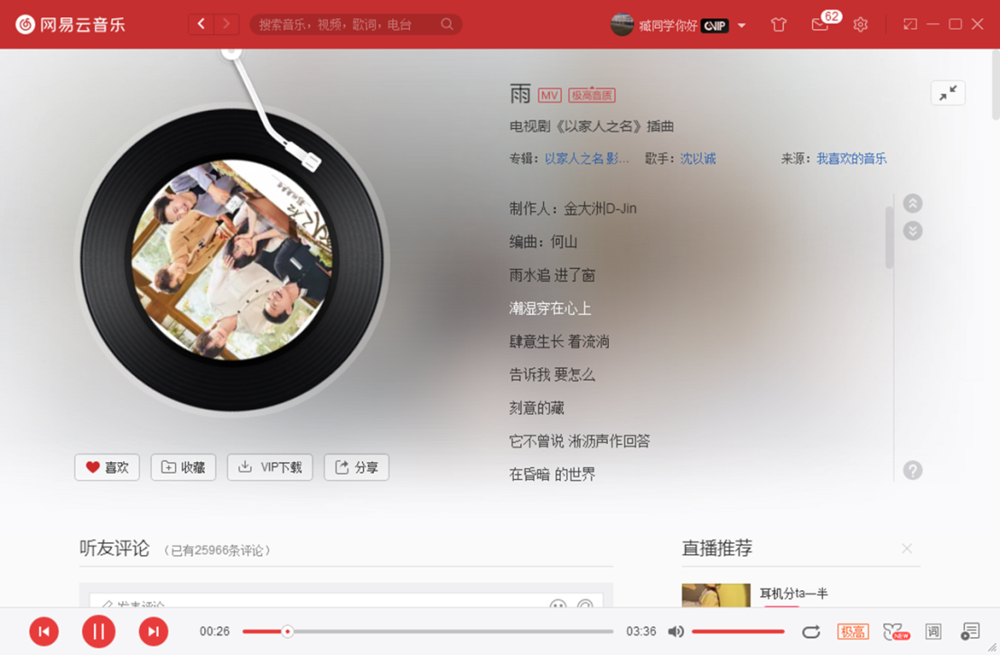 网易云音乐
搜索音乐，视频，歌词，电台
臧同学你好 CVIP
62
雨 MV 极高音质
电视剧《以家人之名》插曲
专辑：以家人之名 影... 歌手：沈以诚 来源：我喜欢的音乐
制作人：金大洲D-Jin
编曲：何山
雨水追 进了窗
潮湿穿在心上
肆意生长 着流淌
告诉我 要怎么
刻意的藏
它不曾说 淅沥声作回答
在昏暗 的世界
喜欢 收藏 VIP下载 分享
听友评论 （已有25966条评论）
直播推荐
发表评论
耳机分ta一半
00:26 03:36 极高 NEW 词